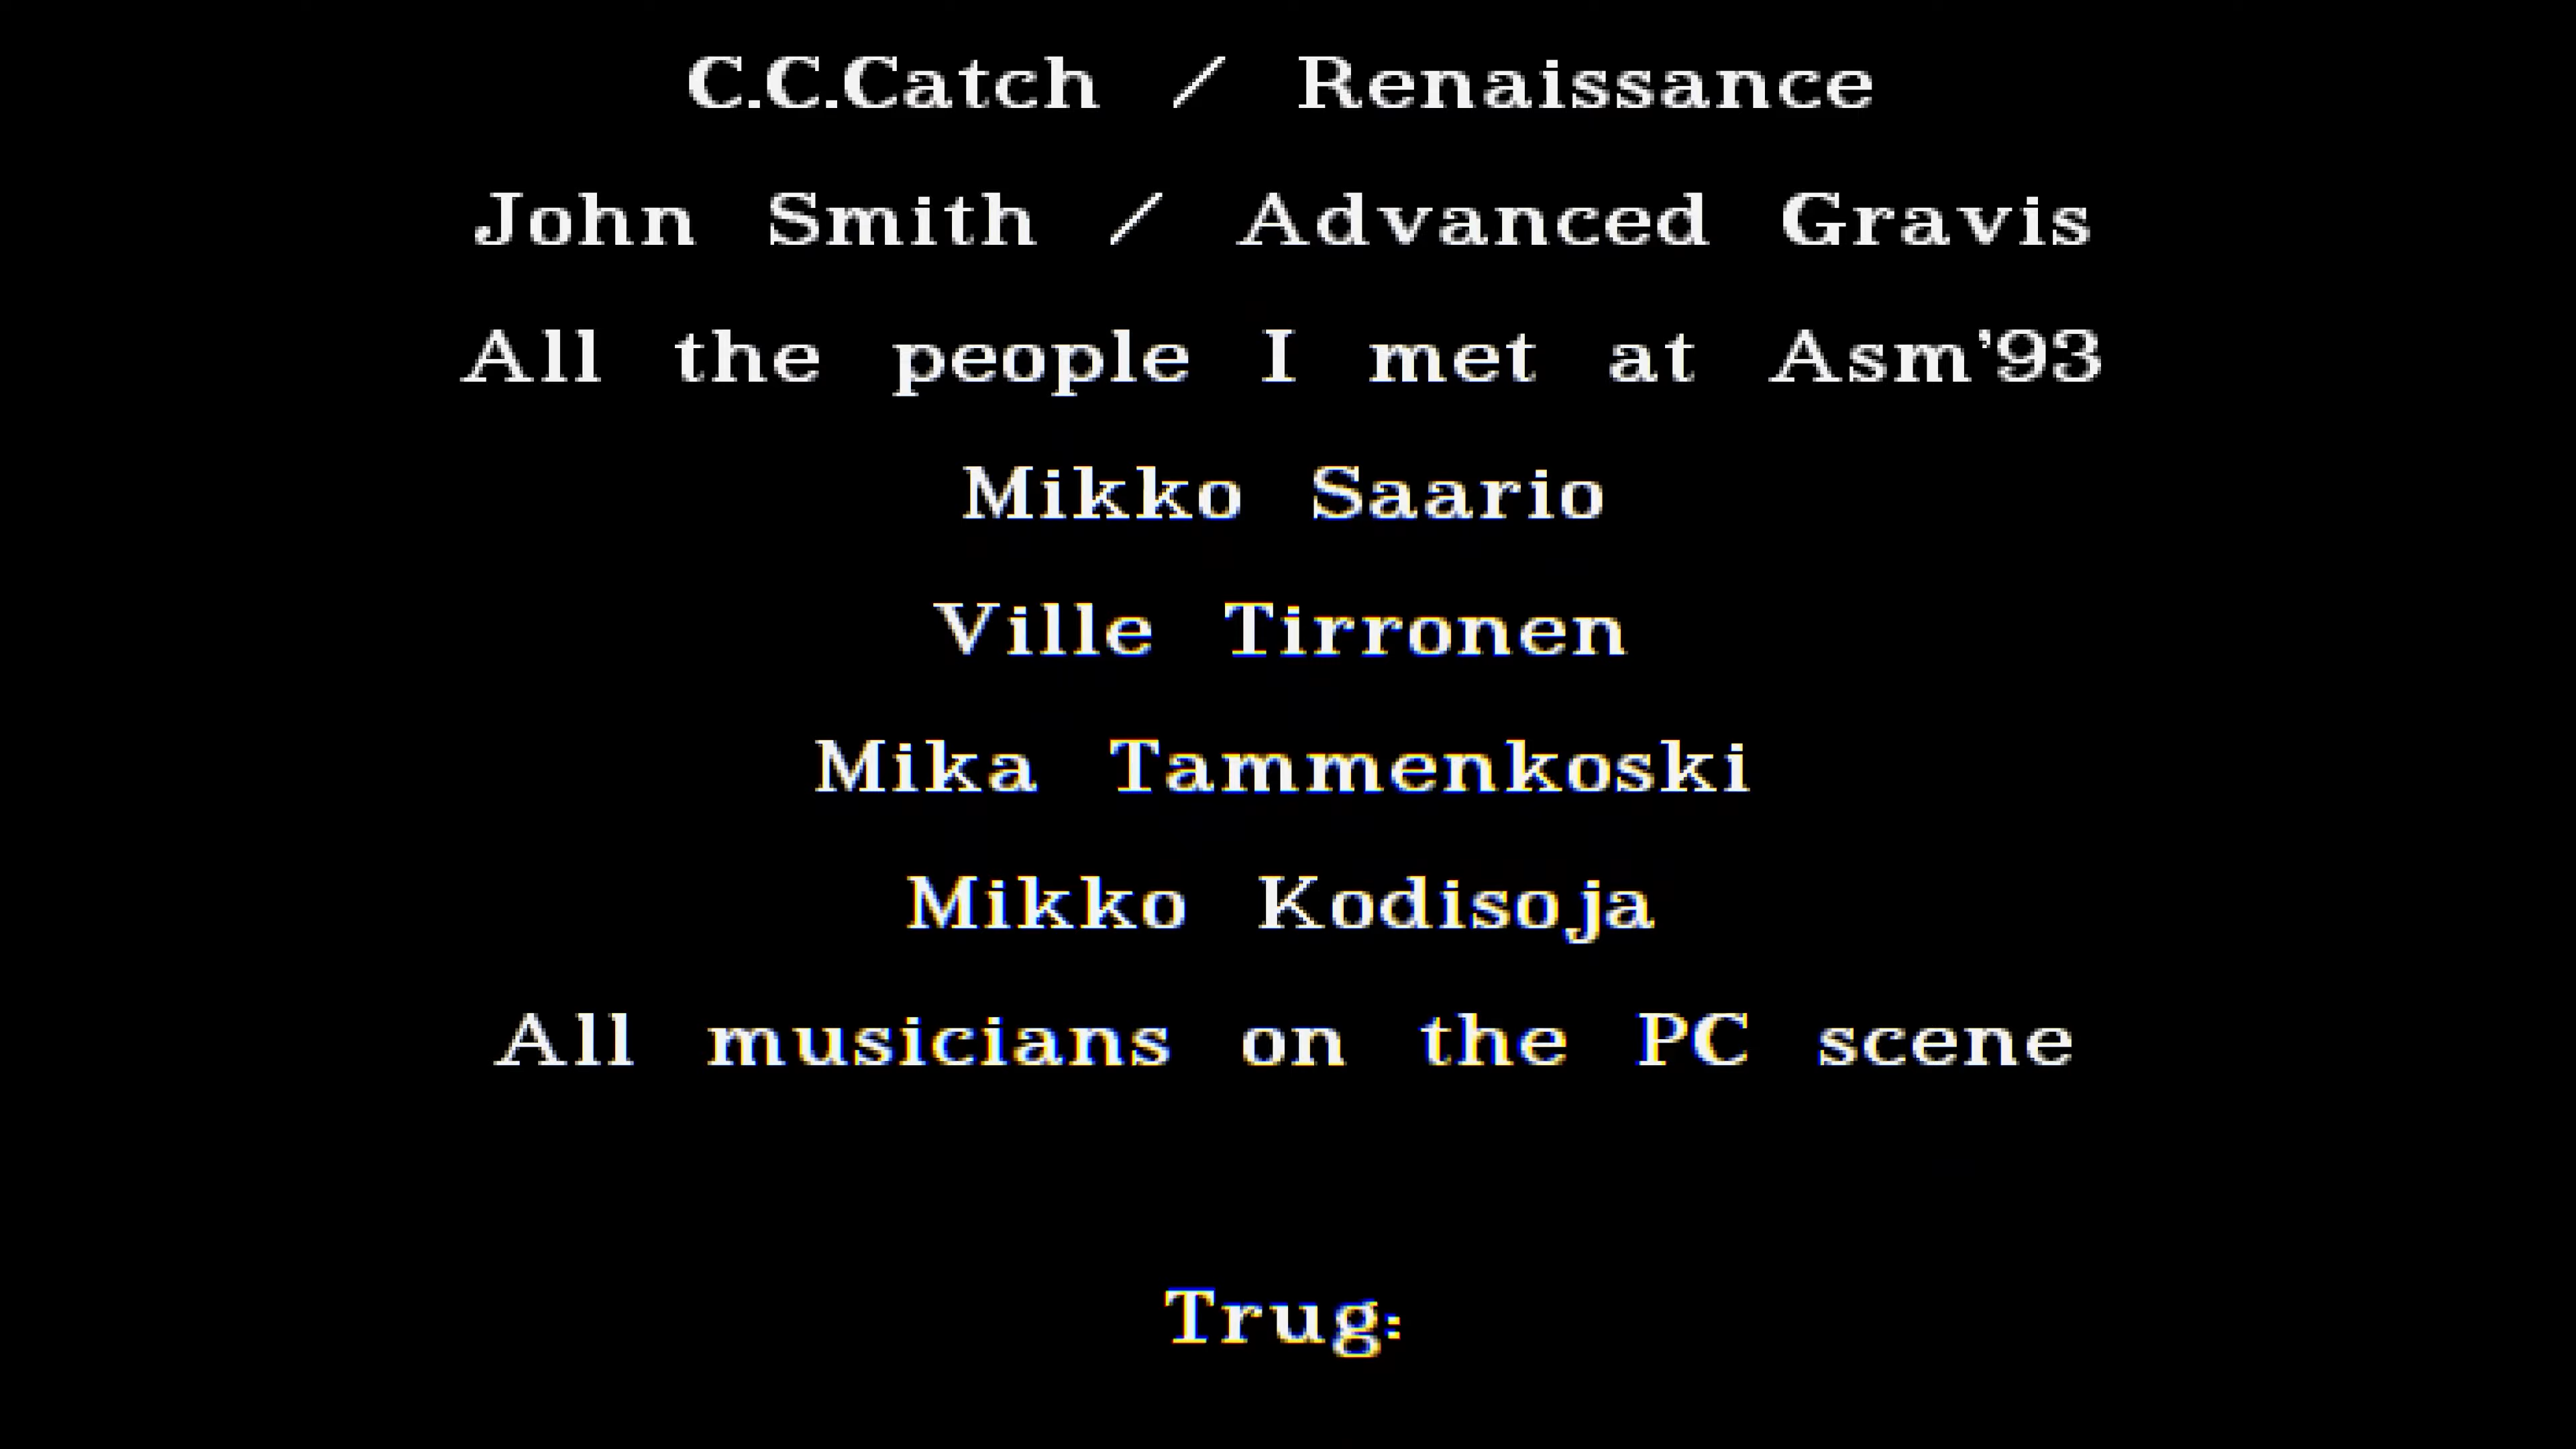 C.C.Catch / Renaissance
John Smith / Advanced Gravis
All the people I met at Asm'93
Mikko Saario
Ville Tirronen
Mika Tammenkoski
Mikko Kodisoja
All musicians on the PC scene
Trug: